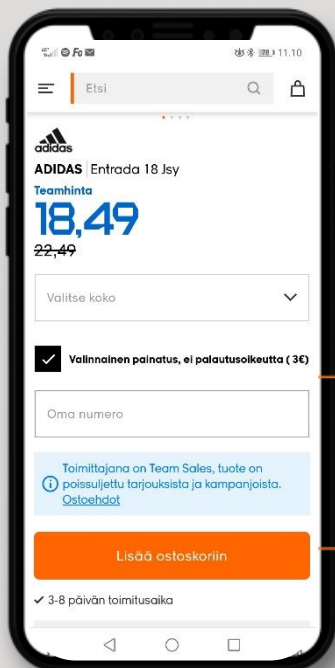 11.10
Etsi
adidas
ADIDAS | Entrada 18 Jsy
Teamhinta
18,49
22,49
Valitse koko
Valinnainen painatus, ei palautusoikeutta ( 3€)
Oma numero
Toimittajana on Team Sales, tuote on
poissuljettu tarjouksista ja kampanjoista.
Ostoehdot
Lisää ostoskoriin
3-8 päivän toimitusaika